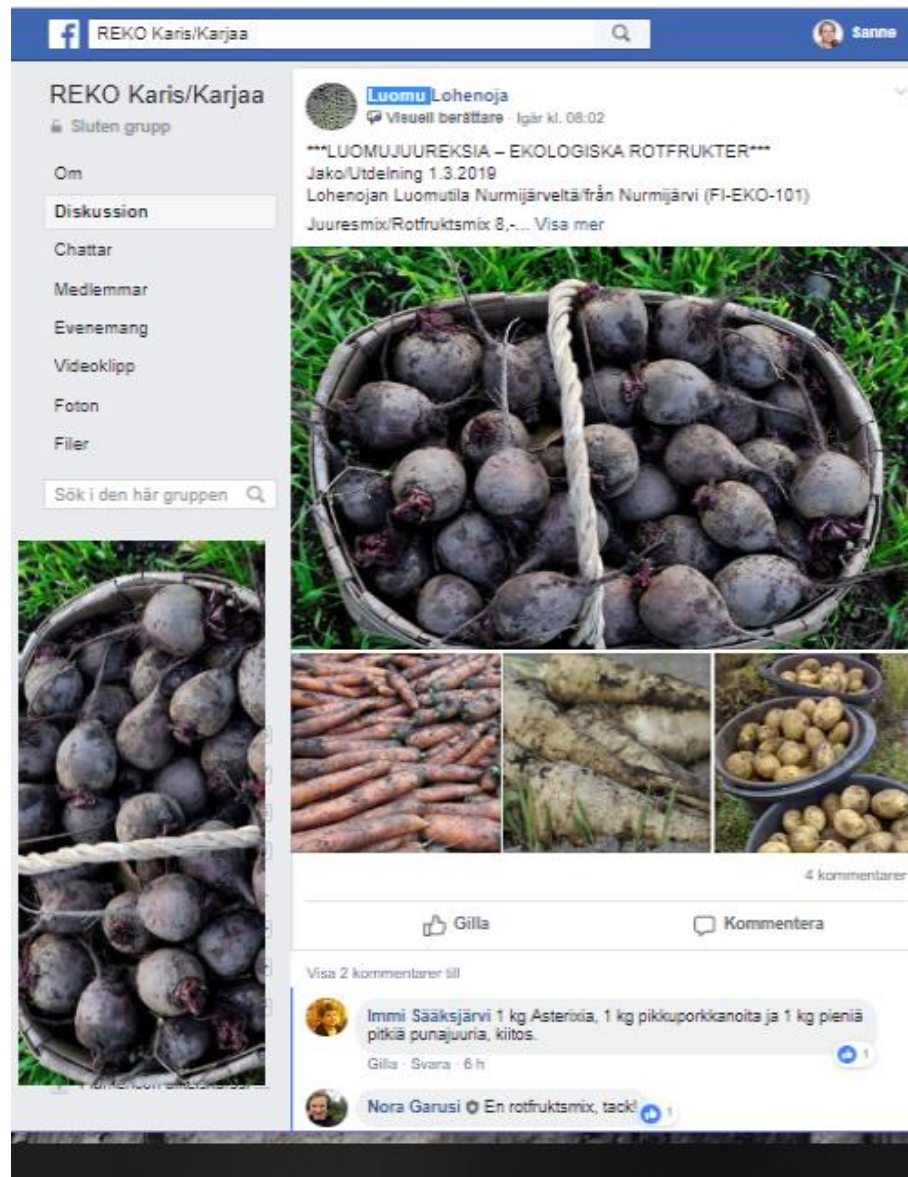 REKO Karis/Karjaa
Sanne
REKO Karis/Karjaa
Sluten grupp
Om
Diskussion
Chattar
Medlemmar
Evenemang
Videoklipp
Foton
Filer
Sök i den här gruppen
Luomu Lohenoja
Visuell berättare · Igår kl. 08:02
***LUOMUJUUREKSIA – EKOLOGISKA ROTFRUKTER***
Jako/Utdelning 1.3.2019
Lohenojan Luomutila Nurmijärveltä/från Nurmijärvi (FI-EKO-101)
Juuresmix/Rotfruktsmix 8,-... Visa mer
4 kommentarer
Gilla
Kommentera
Visa 2 kommentarer till
Immi Sääksjärvi 1 kg Asterixia, 1 kg pikkuporkkanoita ja 1 kg pieniä
pitkiä punajuuria, kiitos.
Gilla · Svara · 6 h
1
Nora Garusi En rotfruktsmix, tack!
1